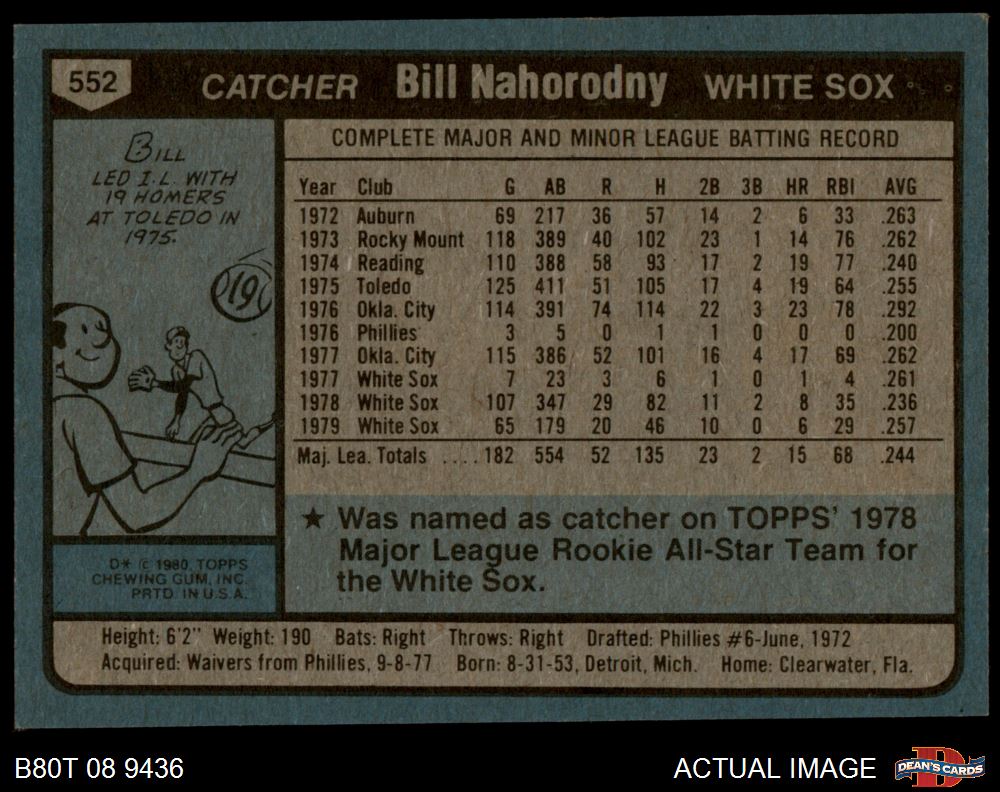 552 CATCHER Bill Nahorodny WHITE SOX
BILL
LED I.L. WITH
19 HOMERS
AT TOLEDO IN
1975.
19
COMPLETE MAJOR AND MINOR LEAGUE BATTING RECORD
Year Club G AB R H 2B 3B HR RBI AVG
1972 Auburn 69 217 36 57 14 2 6 33 .263
1973 Rocky Mount 118 389 40 102 23 1 14 76 .262
1974 Reading 110 388 58 93 17 2 19 77 .240
1975 Toledo 125 411 51 105 17 4 19 64 .255
1976 Okla. City 114 391 74 114 22 3 23 78 .292
1976 Phillies 3 5 0 1 1 0 0 0 .200
1977 Okla. City 115 386 52 101 16 4 17 69 .262
1977 White Sox 7 23 3 6 1 0 1 4 .261
1978 White Sox 107 347 29 82 11 2 8 35 .236
1979 White Sox 65 179 20 46 10 0 6 29 .257
Maj. Lea. Totals .... 182 554 52 135 23 2 15 68 .244
★ Was named as catcher on TOPPS' 1978
Major League Rookie All-Star Team for
the White Sox.
D* © 1980 TOPPS
CHEWING GUM, INC.
PRTD. IN U.S.A.
Height: 6'2" Weight: 190 Bats: Right Throws: Right Drafted: Phillies #6-June, 1972
Acquired: Waivers from Phillies, 9-8-77 Born: 8-31-53, Detroit, Mich. Home: Clearwater, Fla.
B80T 08 9436
ACTUAL IMAGE
D
DEAN'S CARDS